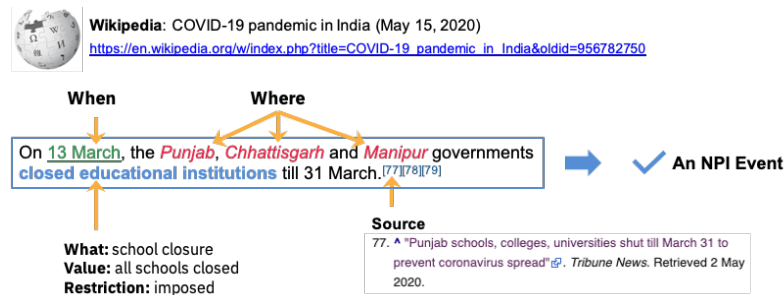 Wikipedia: COVID-19 pandemic in India (May 15, 2020)
https://en.wikipedia.org/w/index.php?title=COVID-19_pandemic_in_India&oldid=956782750
When
Where
On 13 March, the Punjab, Chhattisgarh and Manipur governments
closed educational institutions till 31 March.[77][78][79]
An NPI Event
Source
77. ^ "Punjab schools, colleges, universities shut till March 31 to
prevent coronavirus spread". Tribune News. Retrieved 2 May
2020.
What: school closure
Value: all schools closed
Restriction: imposed